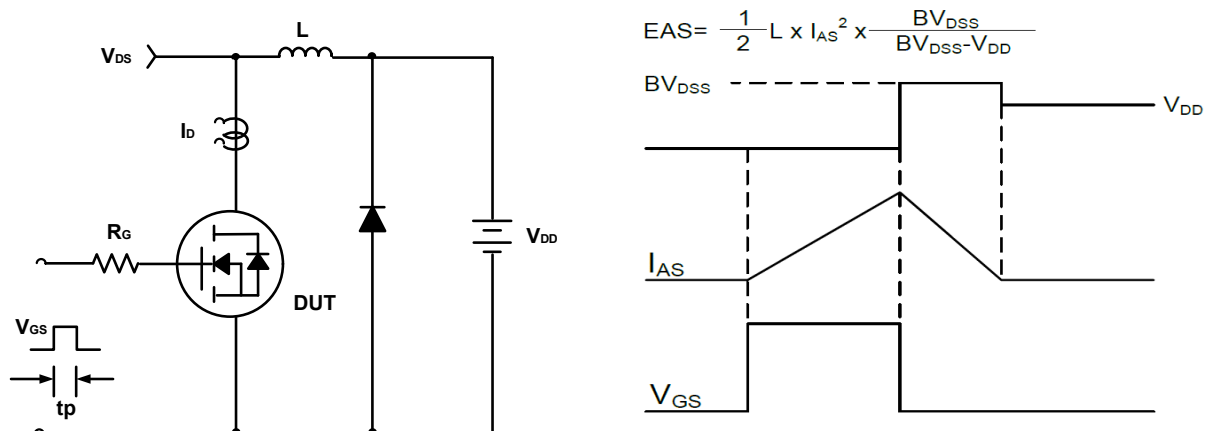 L
VDS
ID
RG
VDD
DUT
VGS
tp
EAS= 1/2 L x IAS² x BVDSS/BVDSS-VDD
BVDSS
VDD
IAS
VGS